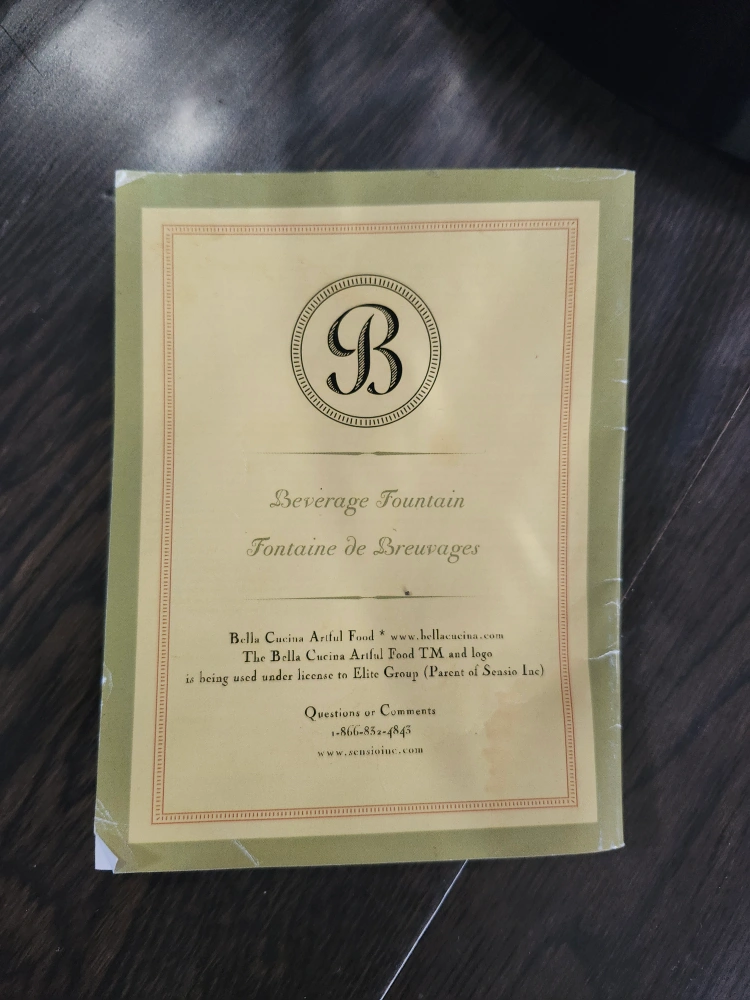 B
Beverage Fountain
Fontaine de Breuvages
Bella Cucina Artful Food * www.bellacucina.com
The Bella Cucina Artful Food TM and logo
is being used under license to Elite Group (Parent of Sensio Inc)
Questions or Comments
1-866-832-4843
www.sensioinc.com